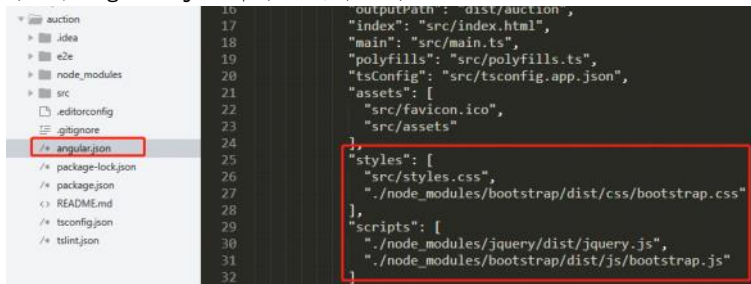 auction
.idea
e2e
node_modules
src
.editorconfig
.gitignore
/* angular.json
/* package-lock.json
/* package.json
<> README.md
/* tsconfig.json
/* tslint.json
16 "outputPath": "dist/auction",
17 "index": "src/index.html",
18 "main": "src/main.ts",
19 "polyfills": "src/polyfills.ts",
20 "tsConfig": "src/tsconfig.app.json",
21 "assets": [
22 "src/favicon.ico",
23 "src/assets"
24 ],
25 "styles": [
26 "src/styles.css",
27 "./node_modules/bootstrap/dist/css/bootstrap.css"
28 ],
29 "scripts": [
30 "./node_modules/jquery/dist/jquery.js",
31 "./node_modules/bootstrap/dist/js/bootstrap.js"
32 ]